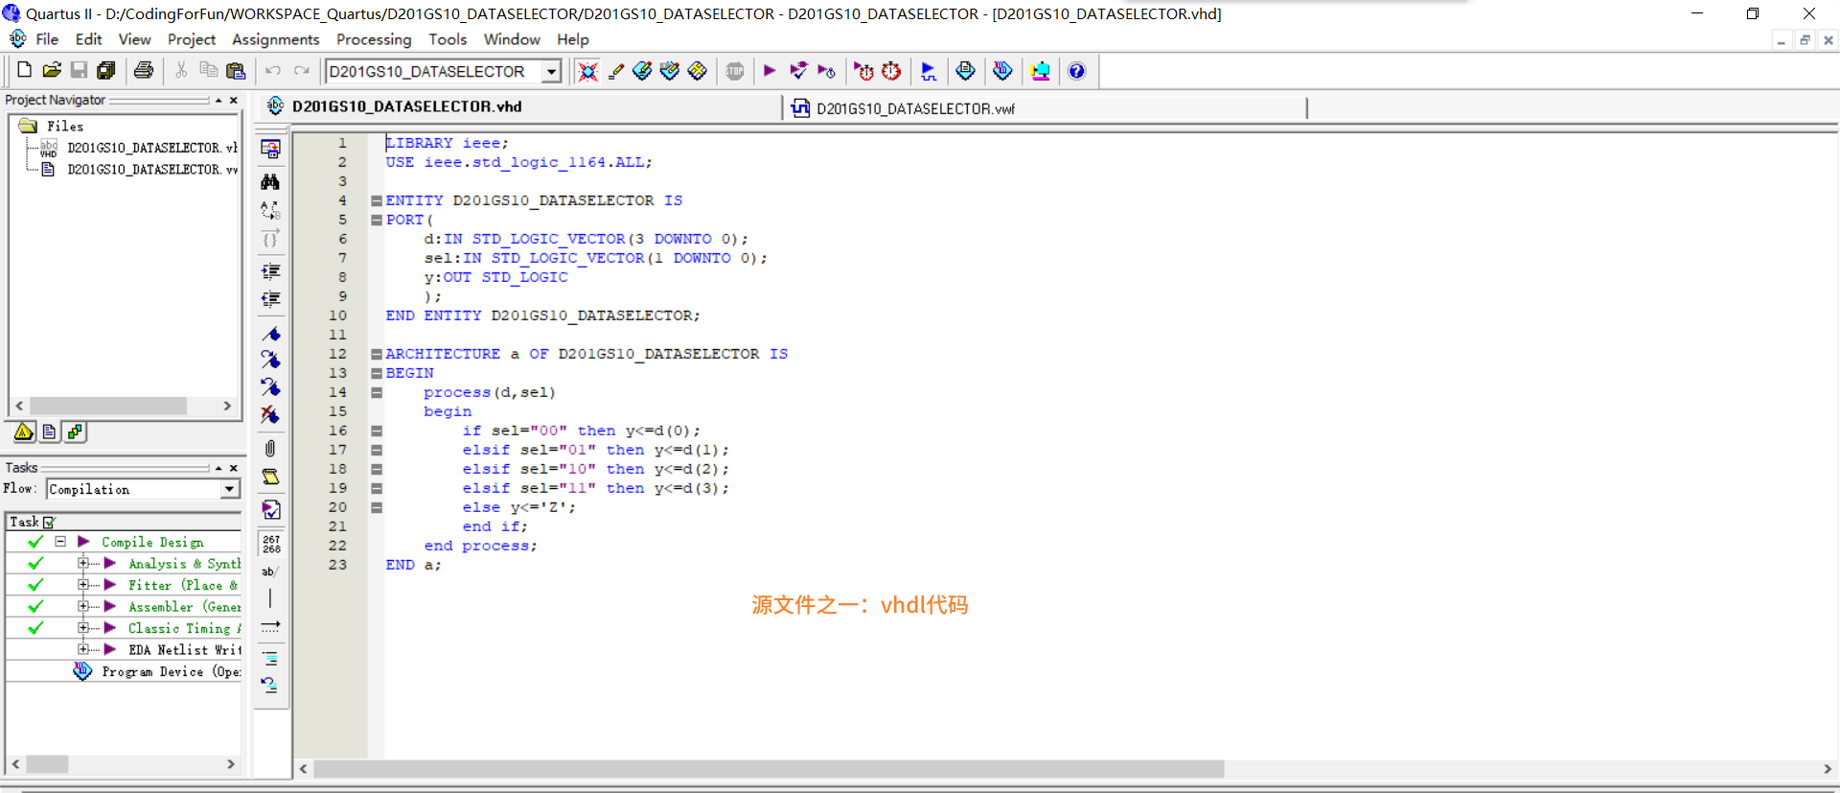 Quartus II - D:/CodingForFun/WORKSPACE_Quartus/D201GS10_DATASELECTOR/D201GS10_DATASELECTOR - D201GS10_DATASELECTOR - [D201GS10_DATASELECTOR.vhd]
File Edit View Project Assignments Processing Tools Window Help
D201GS10_DATASELECTOR
STOP
Project Navigator
Files
D201GS10_DATASELECTOR.
D201GS10_DATASELECTOR.
Tasks
Flow: Compilation
Task
Compile Design
Analysis & Synth
Fitter (Place &
Assembler (Gener
Classic Timing A
EDA Netlist Writ
Program Device (Ope
D201GS10_DATASELECTOR.vhd
D201GS10_DATASELECTOR.vwf
267
268
ab/
1 LIBRARY ieee;
2 USE ieee.std_logic_1164.ALL;
3
4 ENTITY D201GS10_DATASELECTOR IS
5 PORT(
6 d:IN STD_LOGIC_VECTOR(3 DOWNTO 0);
7 sel:IN STD_LOGIC_VECTOR(1 DOWNTO 0);
8 y:OUT STD_LOGIC
9 );
10 END ENTITY D201GS10_DATASELECTOR;
11
12 ARCHITECTURE a OF D201GS10_DATASELECTOR IS
13 BEGIN
14 process(d,sel)
15 begin
16 if sel="00" then y<=d(0);
17 elsif sel="01" then y<=d(1);
18 elsif sel="10" then y<=d(2);
19 elsif sel="11" then y<=d(3);
20 else y<='Z';
21 end if;
22 end process;
23 END a;
源文件之一：vhdl代码